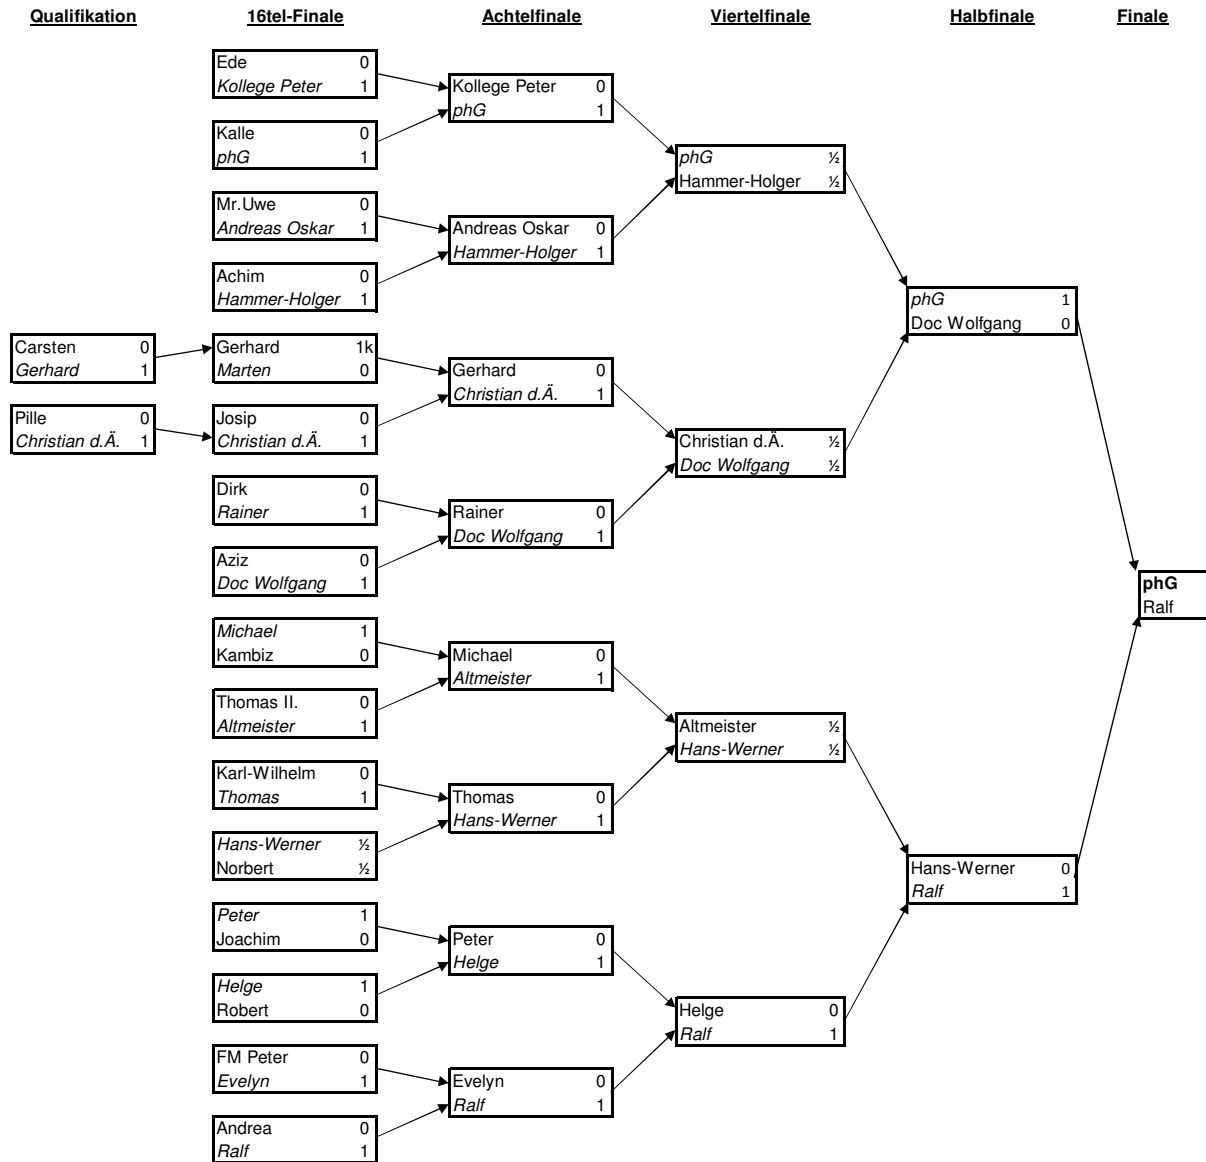 Qualifikation 16tel-Finale Achtelfinale Viertelfinale Halbfinale Finale
Ede 0
Kollege Peter 1
Kalle 0
phG 1
Mr.Uwe 0
Andreas Oskar 1
Achim 0
Hammer-Holger 1
Carsten 0
Gerhard 1
Pille 0
Christian d.Ä. 1
Gerhard 1k
Marten 0
Josip 0
Christian d.Ä. 1
Dirk 0
Rainer 1
Aziz 0
Doc Wolfgang 1
Michael 1
Kambiz 0
Thomas II. 0
Altmeister 1
Karl-Wilhelm 0
Thomas 1
Hans-Werner ½
Norbert ½
Peter 1
Joachim 0
Helge 1
Robert 0
FM Peter 0
Evelyn 1
Andrea 0
Ralf 1
Kollege Peter 0
phG 1
Andreas Oskar 0
Hammer-Holger 1
Gerhard 0
Christian d.Ä. 1
Rainer 0
Doc Wolfgang 1
Michael 0
Altmeister 1
Thomas 0
Hans-Werner 1
Peter 0
Helge 1
Evelyn 0
Ralf 1
phG ½
Hammer-Holger ½
Christian d.Ä. ½
Doc Wolfgang ½
Altmeister ½
Hans-Werner ½
Helge 0
Ralf 1
phG 1
Doc Wolfgang 0
Hans-Werner 0
Ralf 1
phG
Ralf